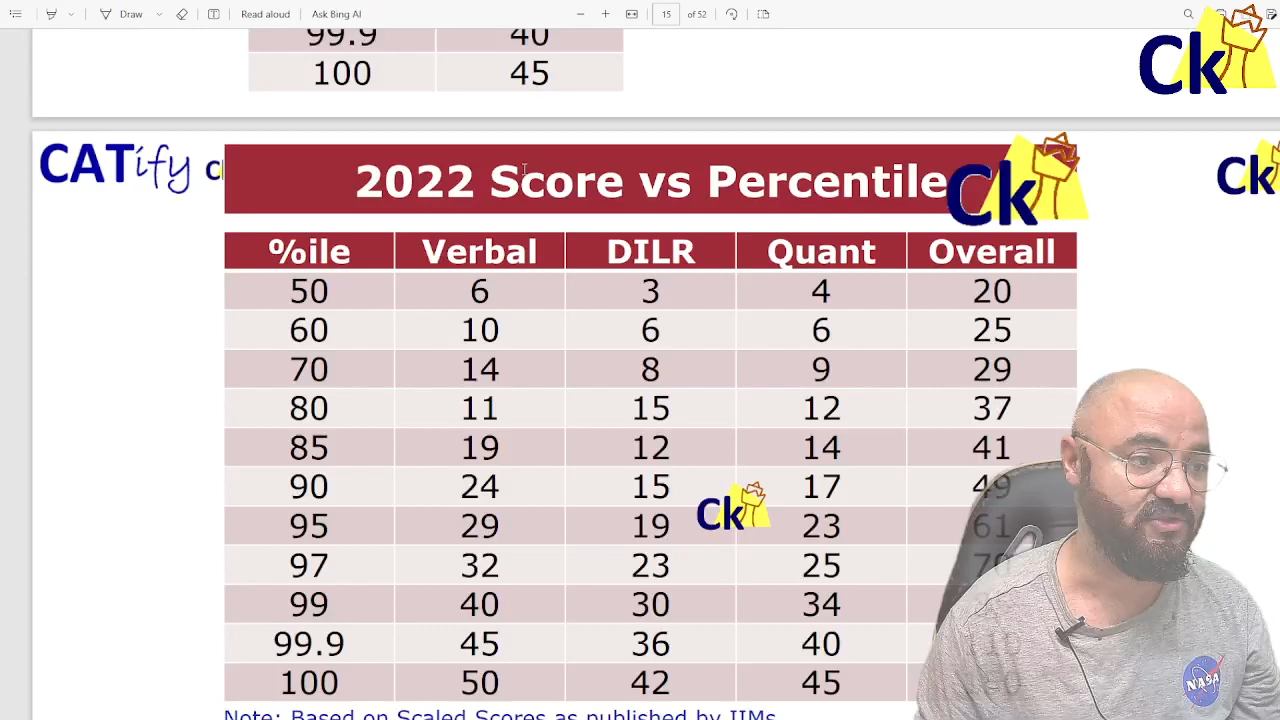 Draw
Read aloud
Ask Bing AI
15 of 52
99.9 40
100 45
Ck
CATify
Ck
2022 Score vs Percentile
Ck
%ile Verbal DILR Quant Overall
50 6 3 4 20
60 10 6 6 25
70 14 8 9 29
80 11 15 12 37
85 19 12 14 41
90 24 15 17 49
Ck
95 29 19 23 61
97 32 23 25
99 40 30 34
99.9 45 36 40
100 50 42 45
NASA
Note: Based on Scaled Scores as published by IIMs